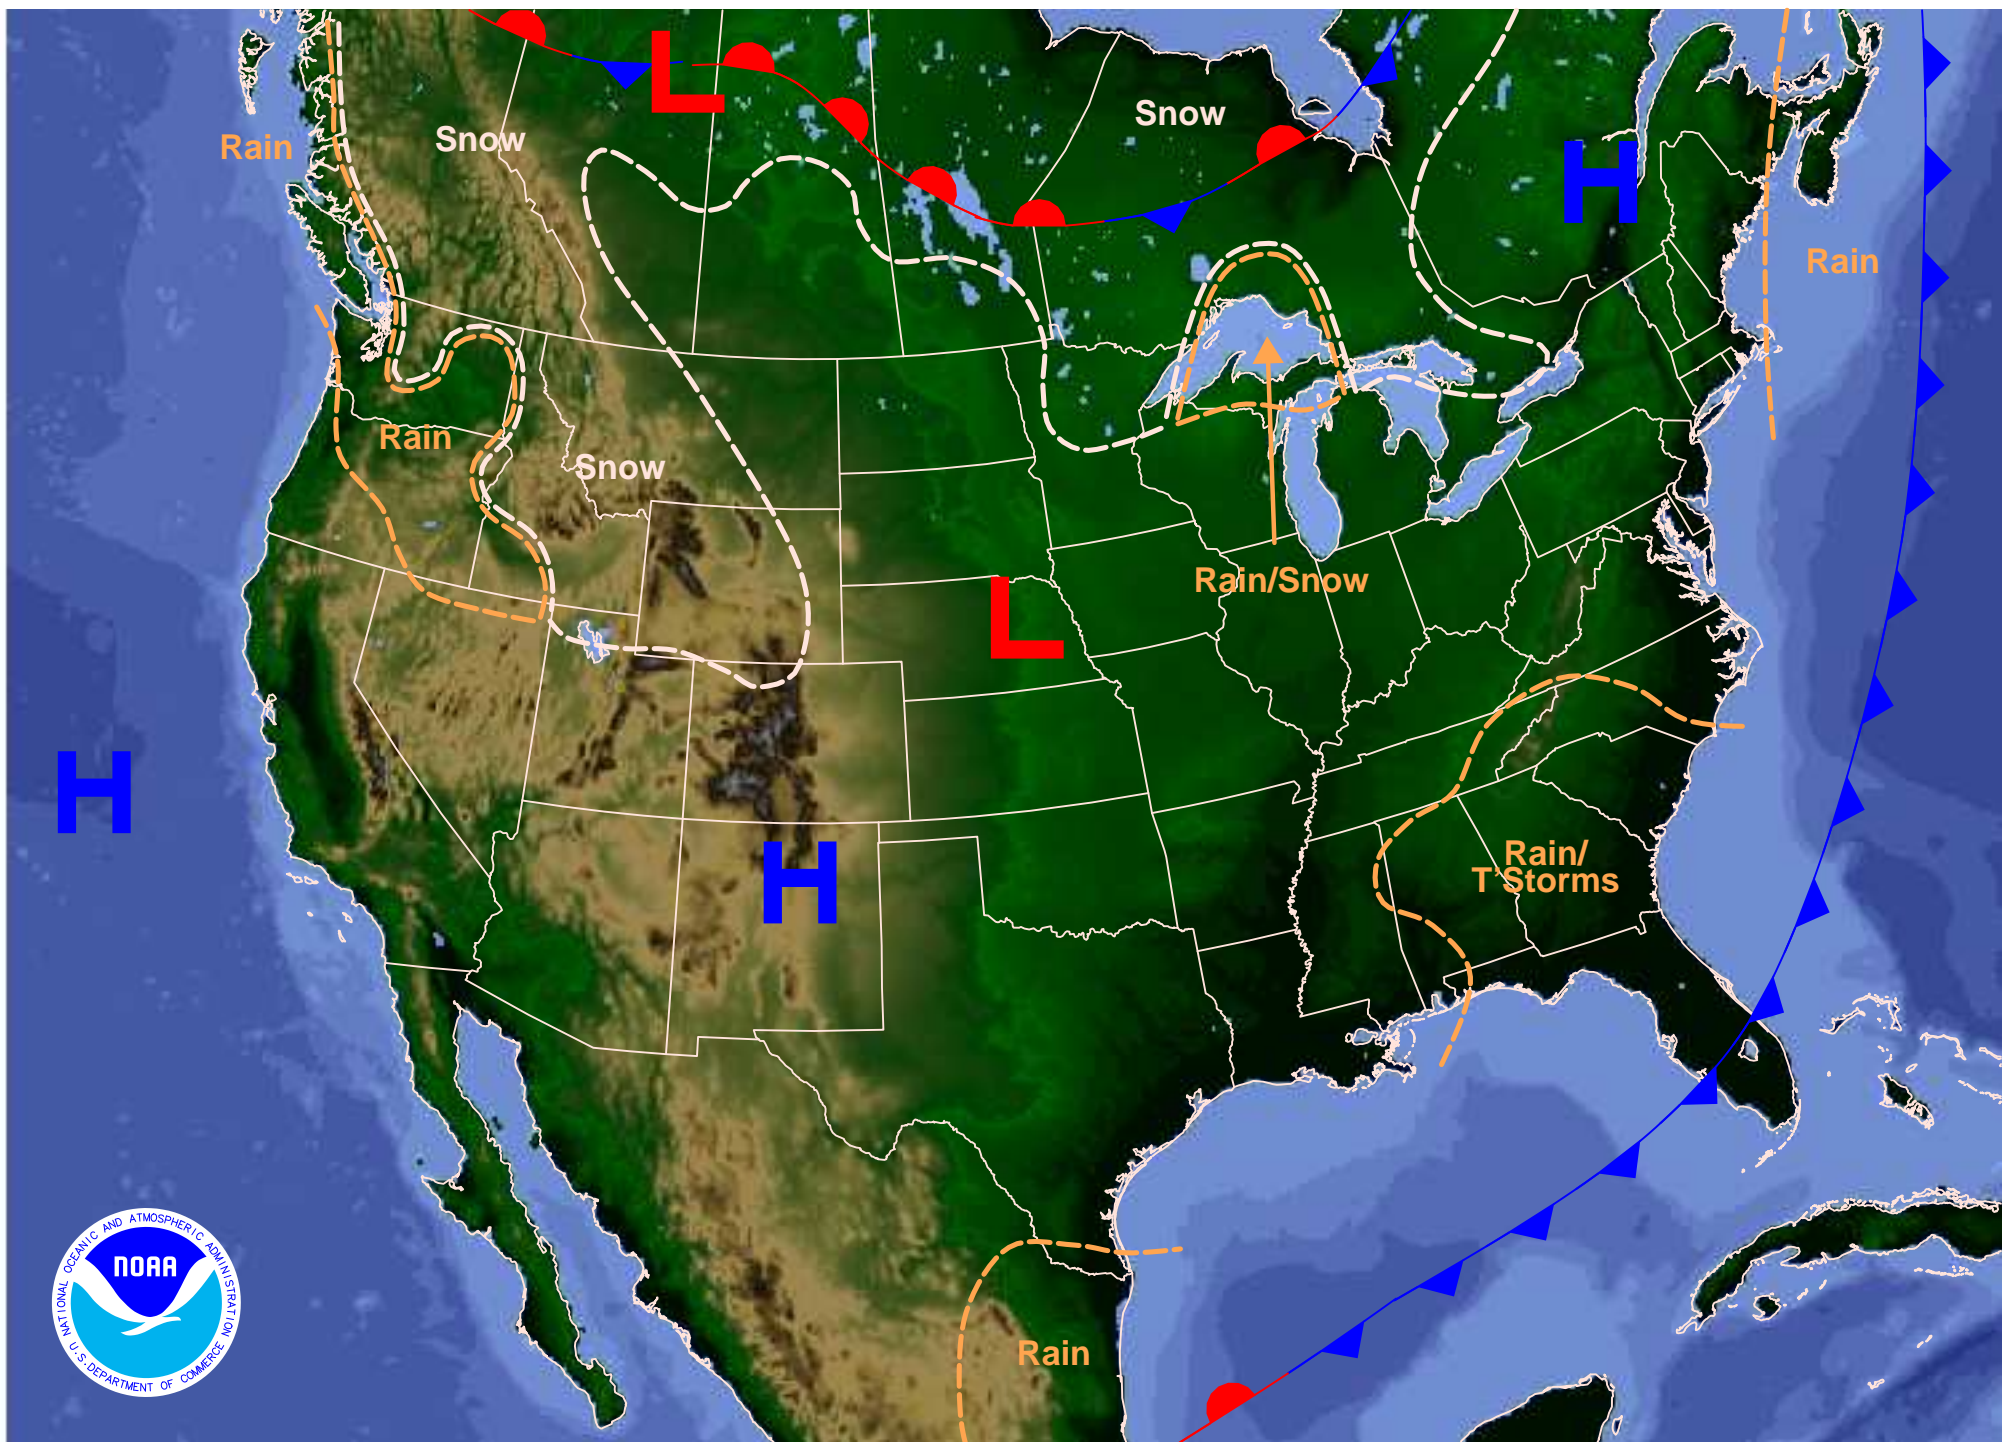 L
Snow
Snow
Rain
H
Rain
Rain
Snow
Rain/Snow
L
H
H
Rain/
T'Storms
Rain
NATIONAL OCEANIC AND ATMOSPHERIC ADMINISTRATION
NOAA
U.S. DEPARTMENT OF COMMERCE